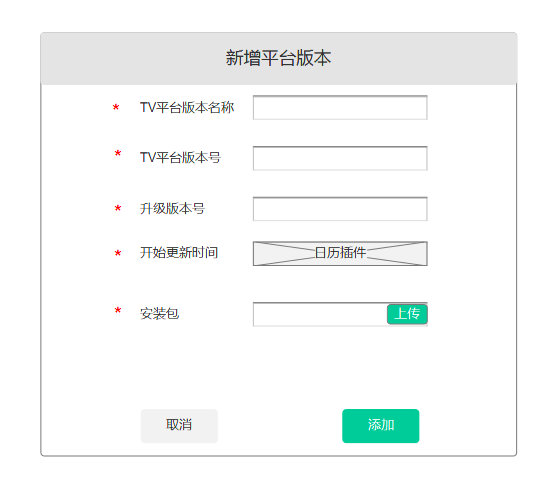 新增平台版本
* TV平台版本名称
* TV平台版本号
* 升级版本号
* 开始更新时间 日历插件
* 安装包 上传
取消 添加